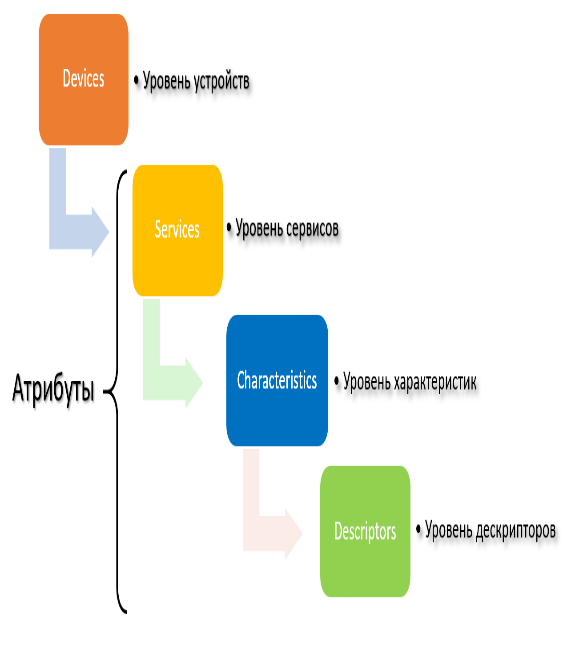 Devices
• Уровень устройств
Services
• Уровень сервисов
Characteristics
• Уровень характеристик
Атрибуты
Descriptors
• Уровень дескрипторов